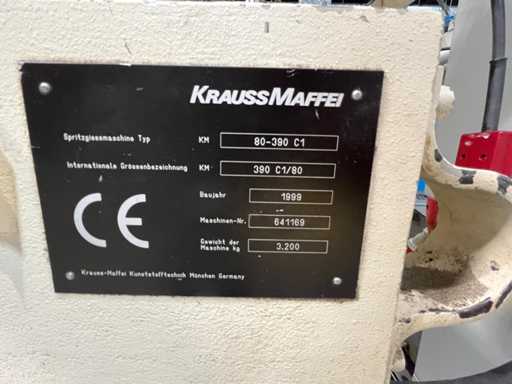 KRAUSSMAFFEI
Spritzgiessmaschine Typ KM 80-390 C1
Internationale Grössenbezeichnung KM 390 C1/80
Baujahr 1999
Maschinen-Nr. 641169
Gewicht der Maschine kg 3.200
CE
Krauss-Maffei Kunststofftechnik München Germany